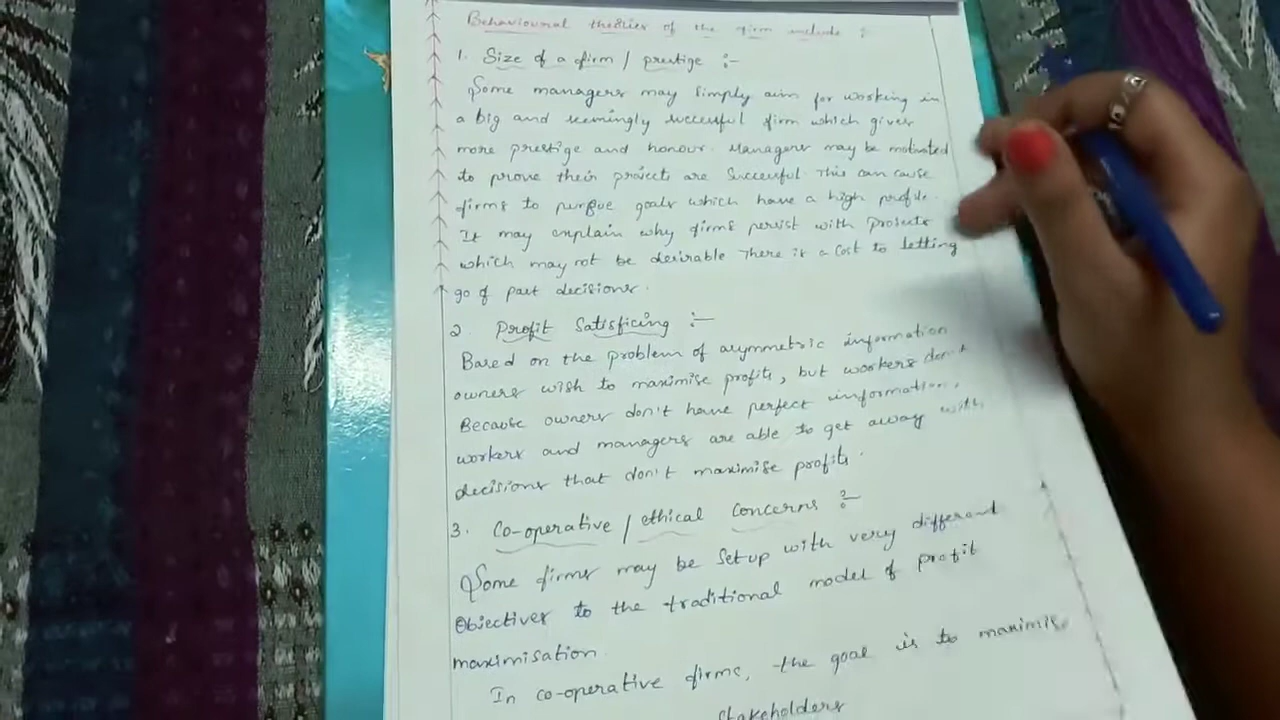 Behavioural theories of the firm include :
1. Size of a firm / prestige :-
Some managers may simply aim for working in
a big and seemingly successful firm which gives
more prestige and honour. Managers may be motivated
to prove their projects are successful. This can cause
firms to purpue goals which have a high profile.
It may explain why firms persist with projects
which may not be desirable There is a cost to letting
go of past decisions.
2. Profit Satisficing :-
Based on the problem of asymmetric information
owners wish to maximise profits, but workers don't
Because owners don't have perfect information,
workers and managers are able to get away with
decisions that don't maximise profits.
3. Co-operative / ethical concerns :-
Some firms may be set up with very different
objectives to the traditional model of profit
maximisation.
In co-operative firms, the goal is to maximise
stakeholders